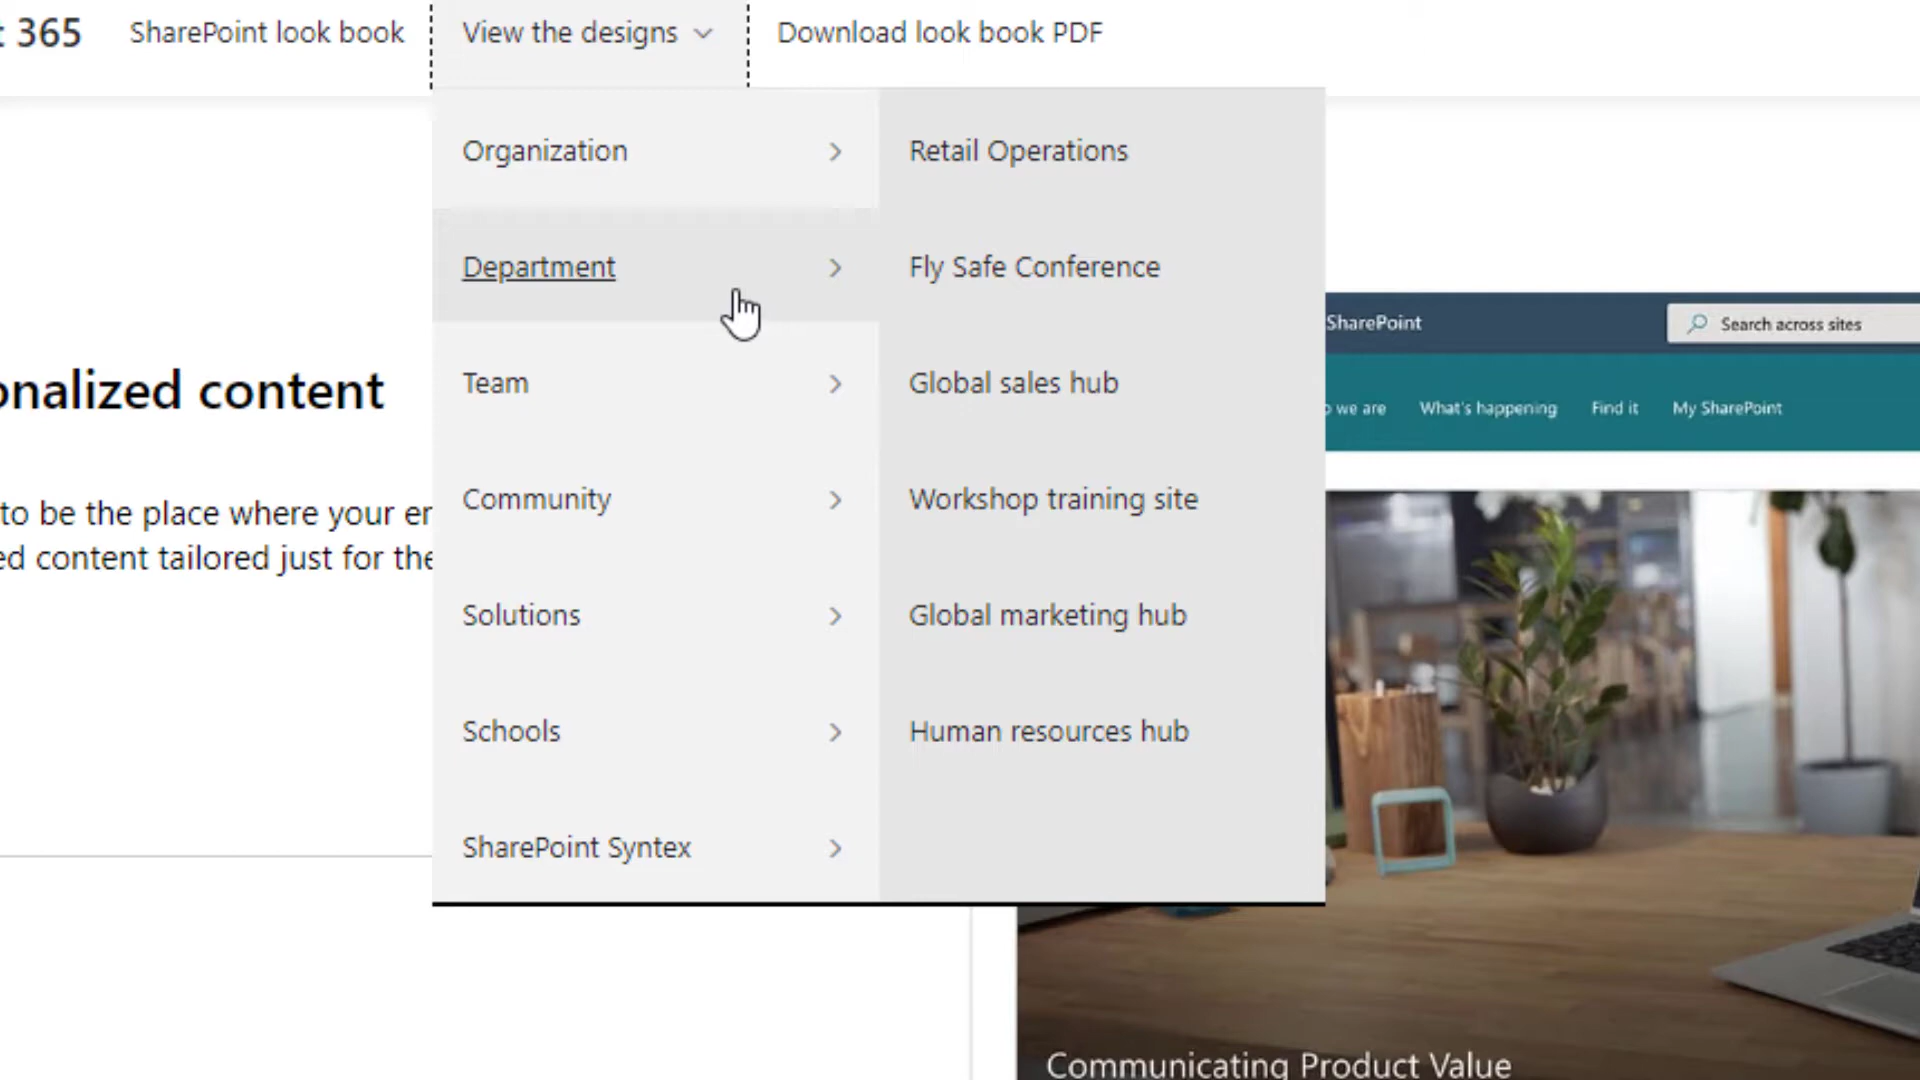 365
SharePoint look book
View the designs
Download look book PDF
Organization
Department
Team
Community
Solutions
Schools
SharePoint Syntex
Retail Operations
Fly Safe Conference
Global sales hub
Workshop training site
Global marketing hub
Human resources hub
onalized content
to be the place where your er
ed content tailored just for the
SharePoint
Search across sites
we are
What's happening
Find it
My SharePoint
Communicating Product Value